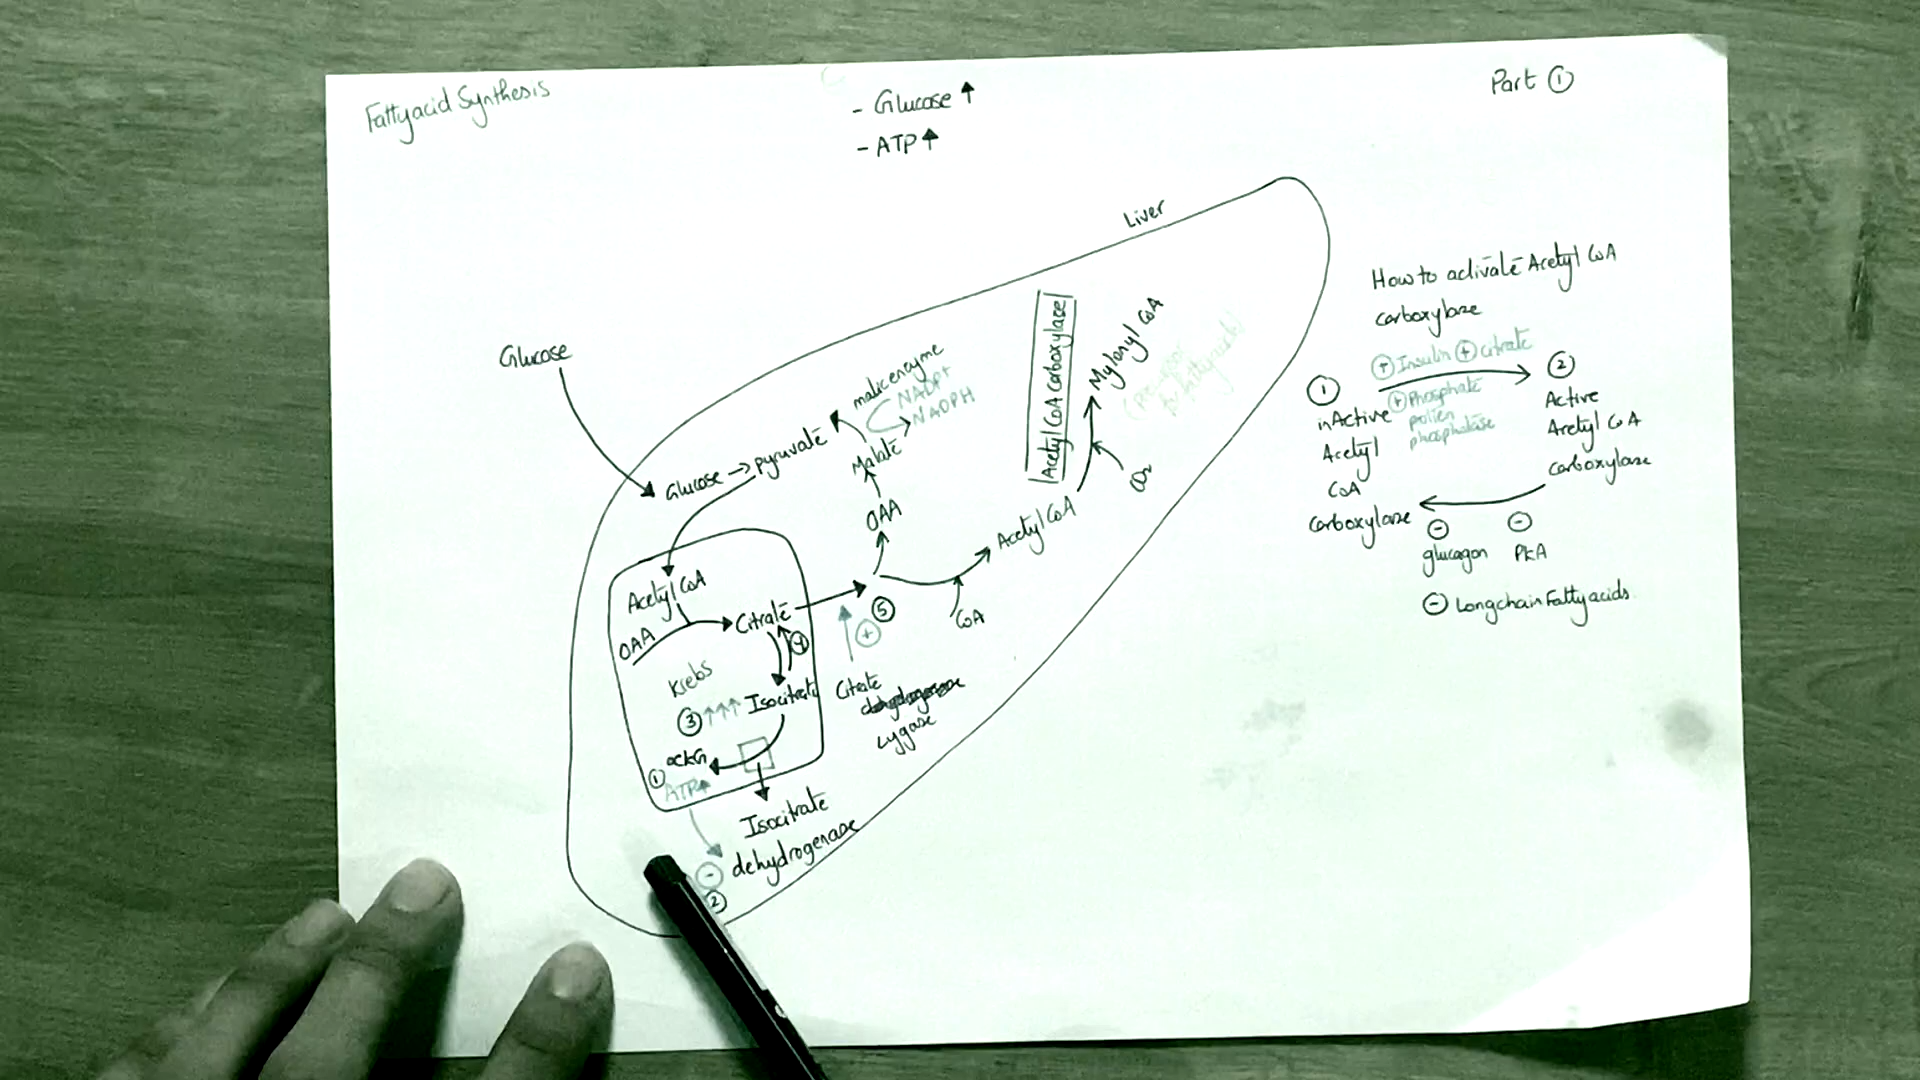 Fattyacid Synthesis
- Glucose ↑
- ATP ↑
Part ①
Liver
Glucose
Glucose → pyruvate
malic enzyme
NADP+
NADPH
Malate
OAA
Acetyl CoA
OAA
Citrate
④
Krebs
③ ↑↑↑ Isocitrate
αckG
① ATP↑
Isocitrate
dehydrogenase
⊖
②
⑤
⊕
Citrate
Lygase
CoA
Acetyl CoA
CO₂
Acetyl CoA Carboxylase
Mylonyl CoA
How to activate Acetyl CoA
carboxylase
⊕ Insulin ⊕ citrate
⊕ Phosphate
phosphatase
①
inActive
Acetyl
CoA
Carboxylase
②
Active
Acetyl CoA
carboxylase
⊖ glucagon
⊖ PKA
⊖ Longchain Fatty acids